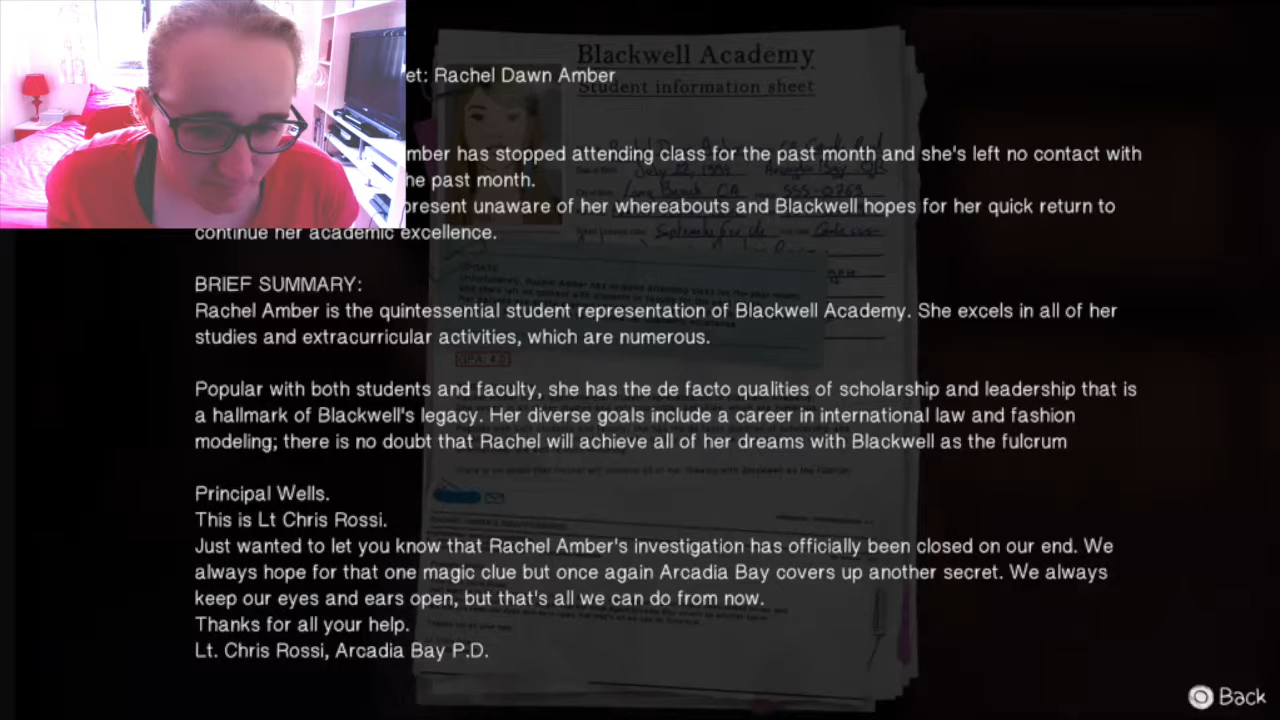 Blackwell Academy
Student information sheet
et: Rachel Dawn Amber
mber has stopped attending class for the past month and she's left no contact with
he past month.
present unaware of her whereabouts and Blackwell hopes for her quick return to
continue her academic excellence.
BRIEF SUMMARY:
Rachel Amber is the quintessential student representation of Blackwell Academy. She excels in all of her
studies and extracurricular activities, which are numerous.
GPA: 4.0
Popular with both students and faculty, she has the de facto qualities of scholarship and leadership that is
a hallmark of Blackwell's legacy. Her diverse goals include a career in international law and fashion
modeling; there is no doubt that Rachel will achieve all of her dreams with Blackwell as the fulcrum
Principal Wells.
This is Lt Chris Rossi.
Just wanted to let you know that Rachel Amber's investigation has officially been closed on our end. We
always hope for that one magic clue but once again Arcadia Bay covers up another secret. We always
keep our eyes and ears open, but that's all we can do from now.
Thanks for all your help.
Lt. Chris Rossi, Arcadia Bay P.D.
Back